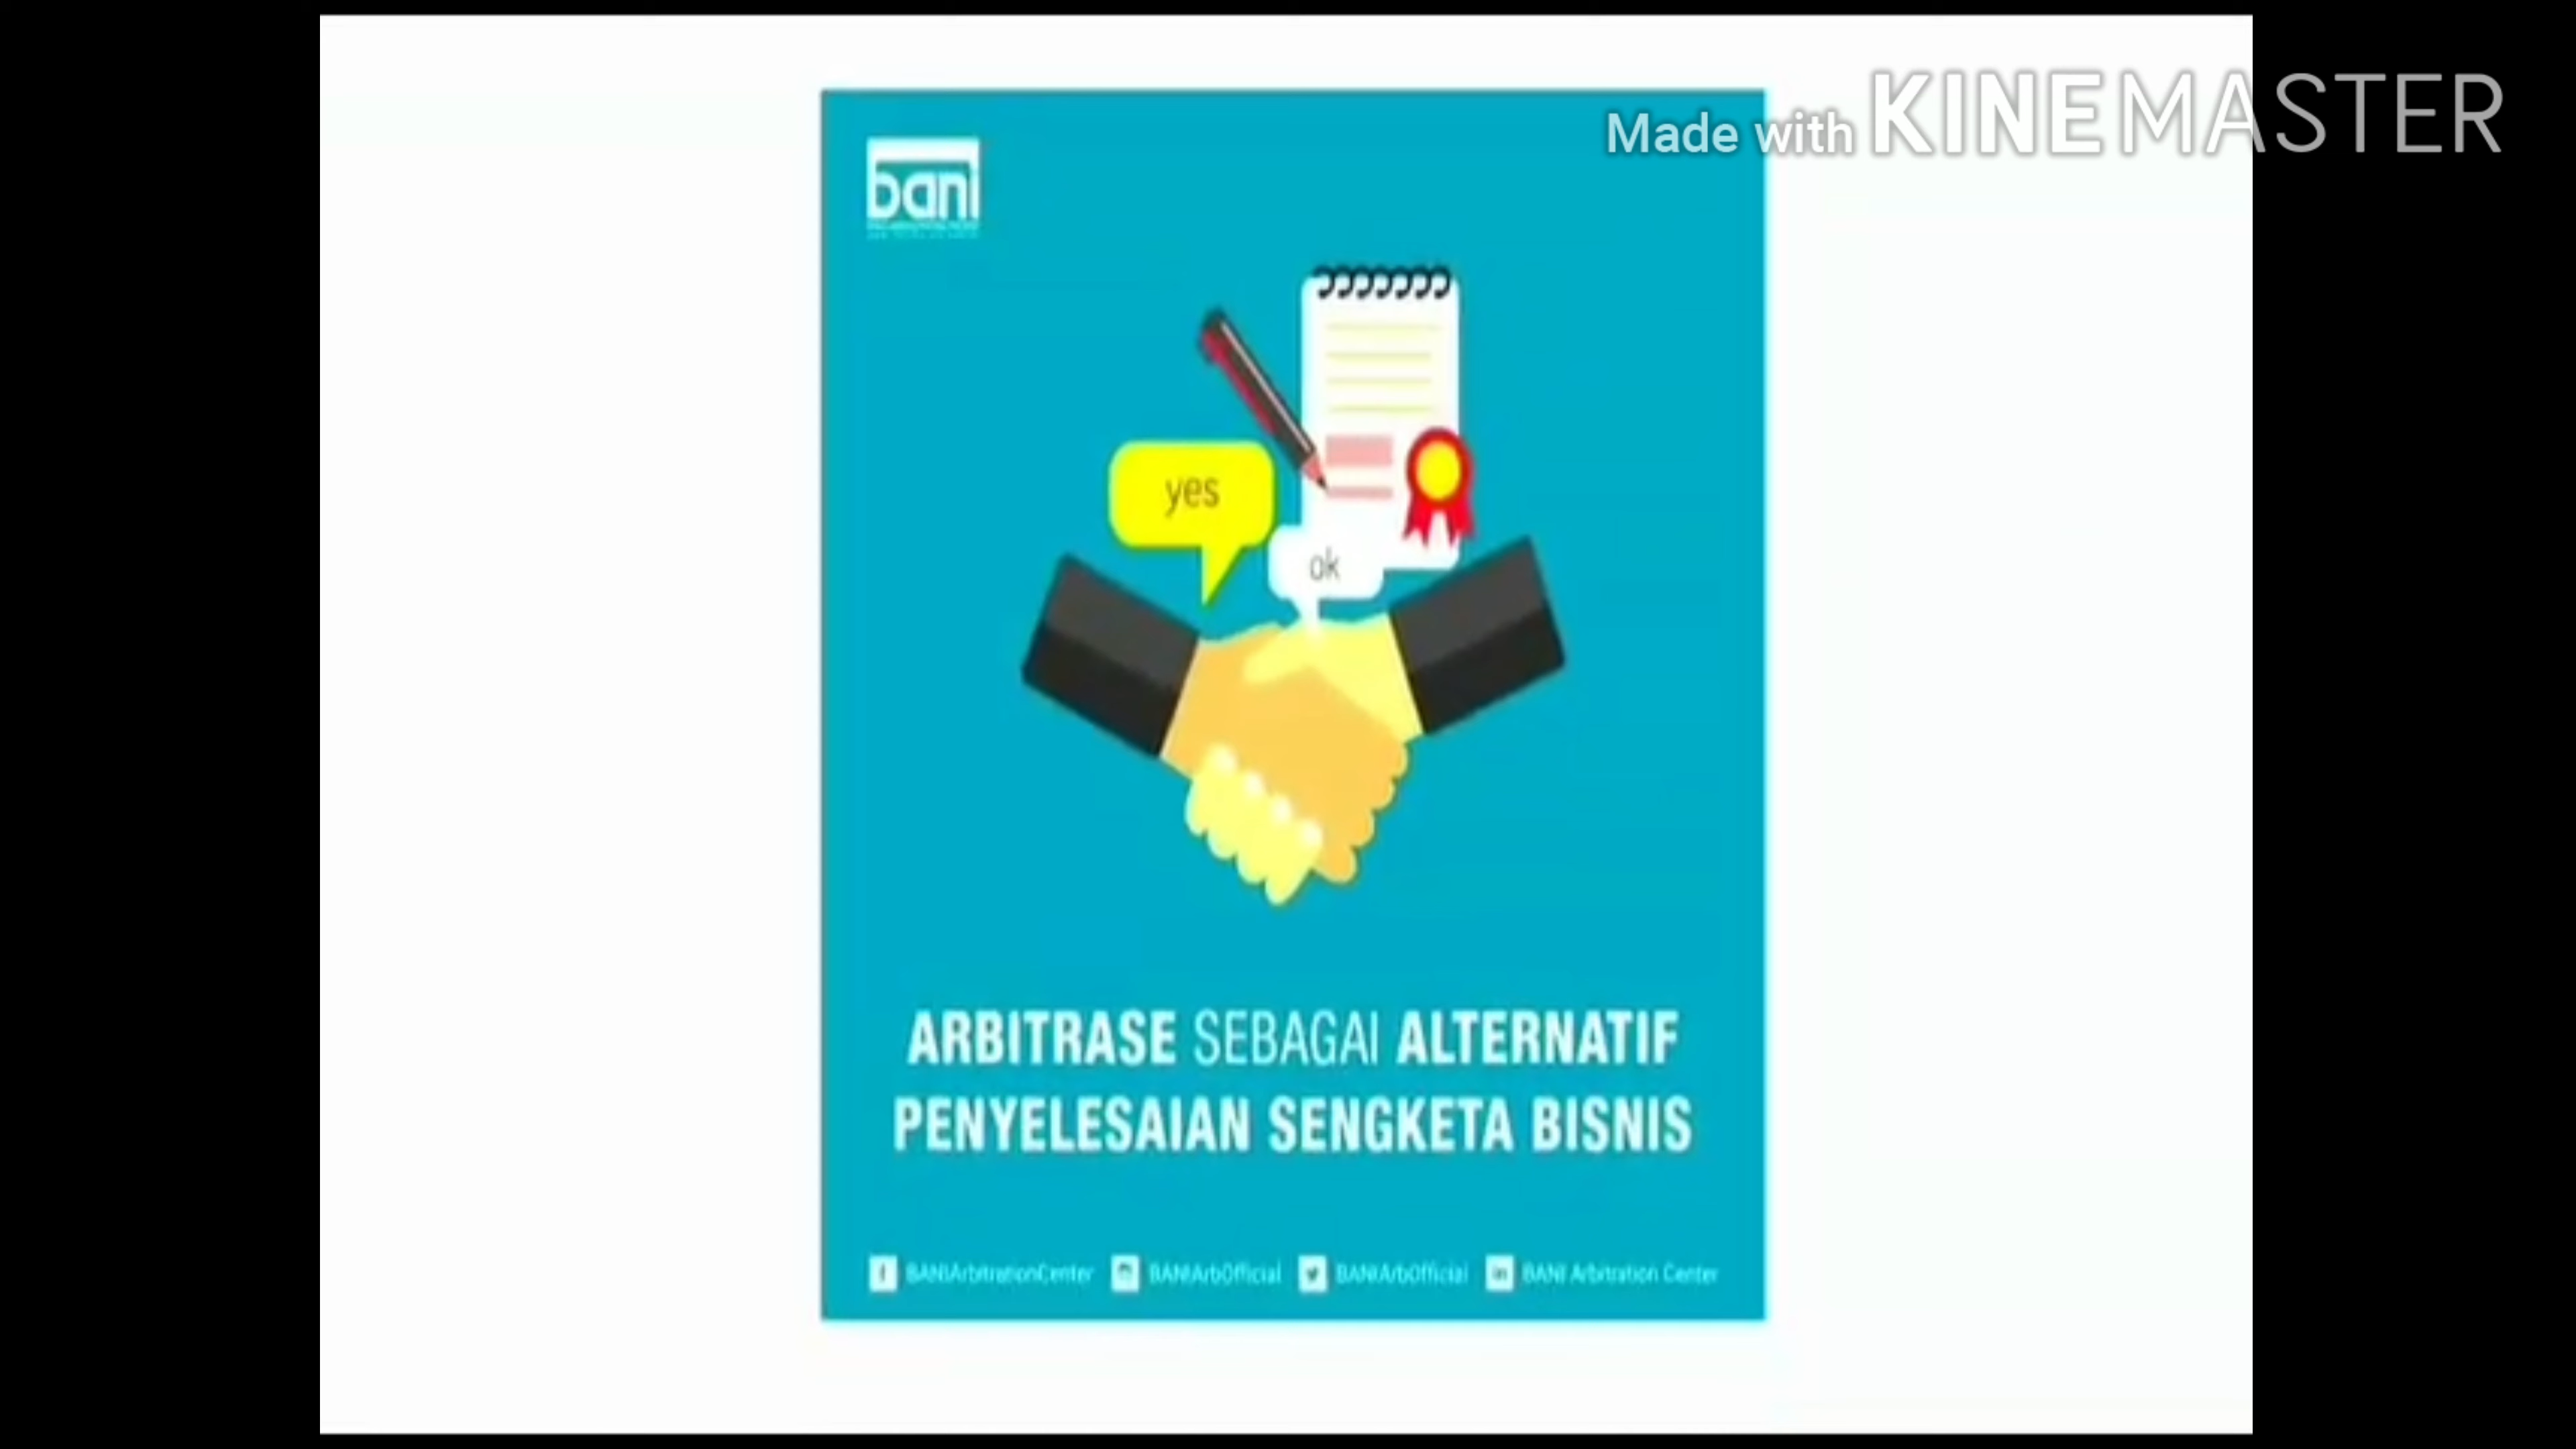 Made with KINEMASTER
bani
yes
ok
ARBITRASE SEBAGAI ALTERNATIF
PENYELESAIAN SENGKETA BISNIS
BANIArbitrationCenter BANIArbOfficial BANIArbOfficial BANI Arbitration Center